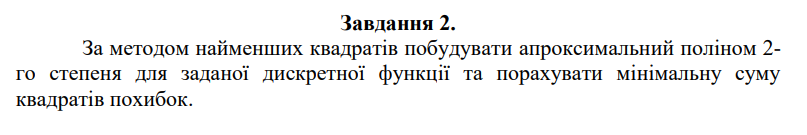 Завдання 2.
За методом найменших квадратів побудувати апроксимальний поліном 2-
го степеня для заданої дискретної функції та порахувати мінімальну суму
квадратів похибок.